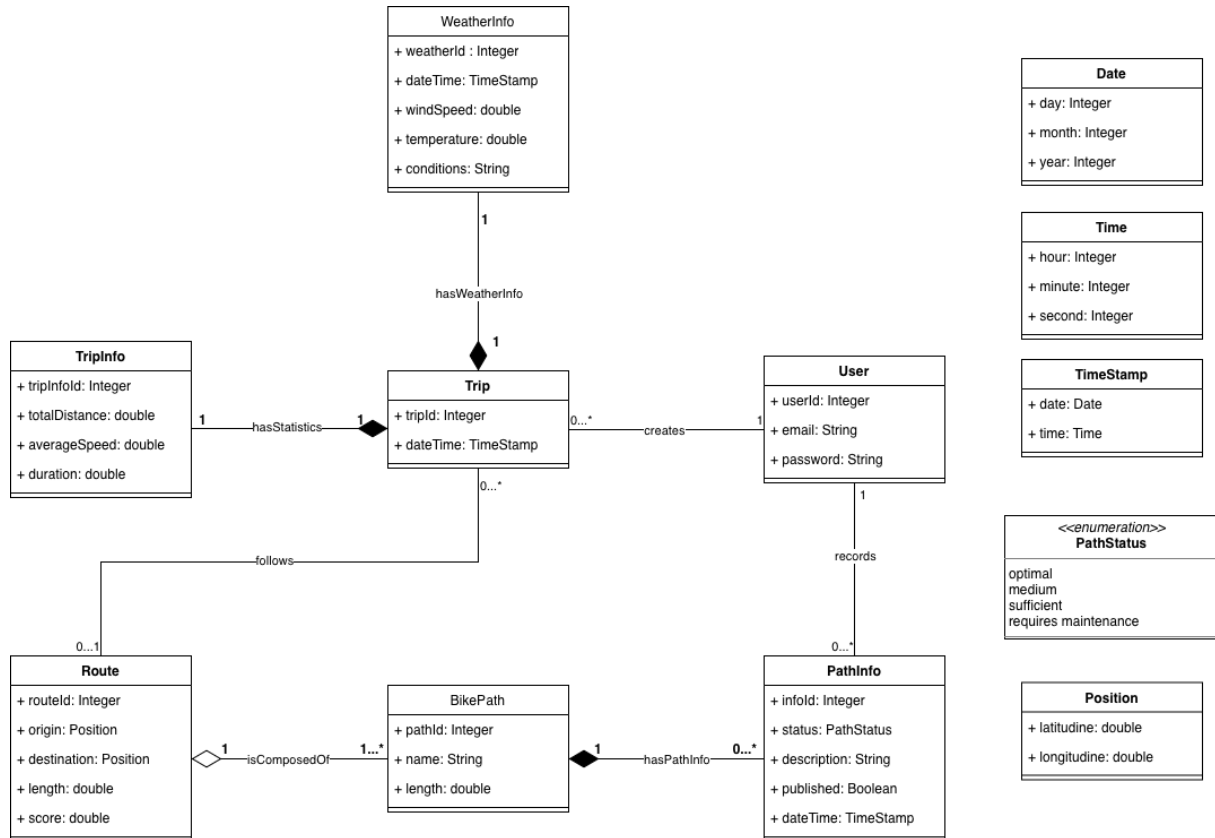 WeatherInfo
+ weatherId : Integer
+ dateTime: TimeStamp
+ windSpeed: double
+ temperature: double
+ conditions: String
1
hasWeatherInfo
1
Date
+ day: Integer
+ month: Integer
+ year: Integer
Time
+ hour: Integer
+ minute: Integer
+ second: Integer
TripInfo
+ tripInfoId: Integer
+ totalDistance: double
+ averageSpeed: double
+ duration: double
1
hasStatistics
1
Trip
+ tripId: Integer
+ dateTime: TimeStamp
0...*
creates
1
User
+ userId: Integer
+ email: String
+ password: String
TimeStamp
+ date: Date
+ time: Time
0...*
follows
0...1
1
records
0...*
<<enumeration>>
PathStatus
optimal
medium
sufficient
requires maintenance
Route
+ routeId: Integer
+ origin: Position
+ destination: Position
+ length: double
+ score: double
1
isComposedOf
1...*
BikePath
+ pathId: Integer
+ name: String
+ length: double
1
hasPathInfo
0...*
PathInfo
+ infoId: Integer
+ status: PathStatus
+ description: String
+ published: Boolean
+ dateTime: TimeStamp
Position
+ latitudine: double
+ longitudine: double